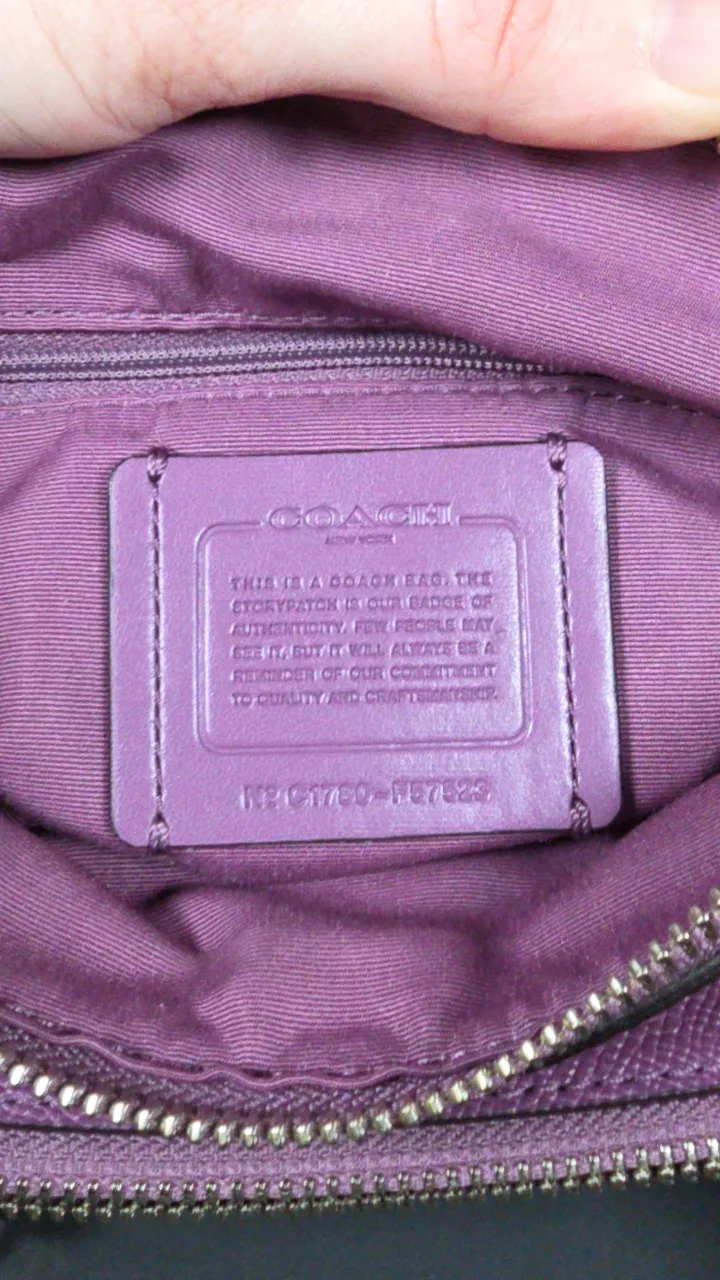 COACH
NEW YORK
THIS IS A COACH BAG. THE
STORYPATCH IS OUR BADGE OF
AUTHENTICITY. FEW PEOPLE MAY
SEE IT, BUT IT WILL ALWAYS BE A
REMINDER OF OUR COMMITMENT
TO QUALITY AND CRAFTSMANSHIP.
Nº C1780-F57523